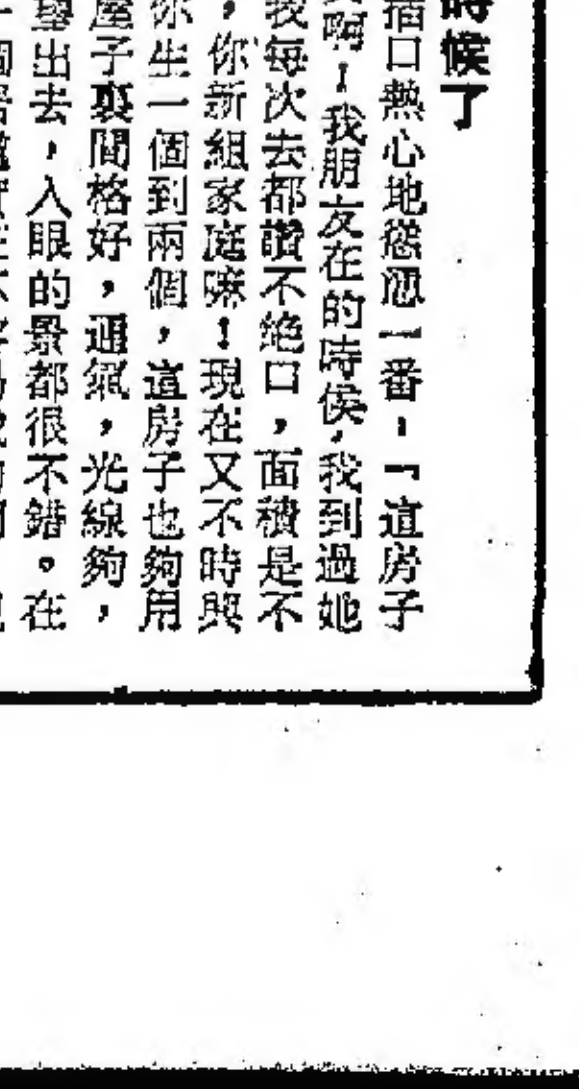 時候了
插口熱心地慫恿一番，「這房子
啊！我朋友在的時侯，我到過她
我每次去都讚不絕口，面積是不
，你新組家庭嘛！現在又不時興
你生一個到兩個，這房子也夠用
屋子裏間格好，通氣，光線夠，
望出去，入眼的景都很不錯。在